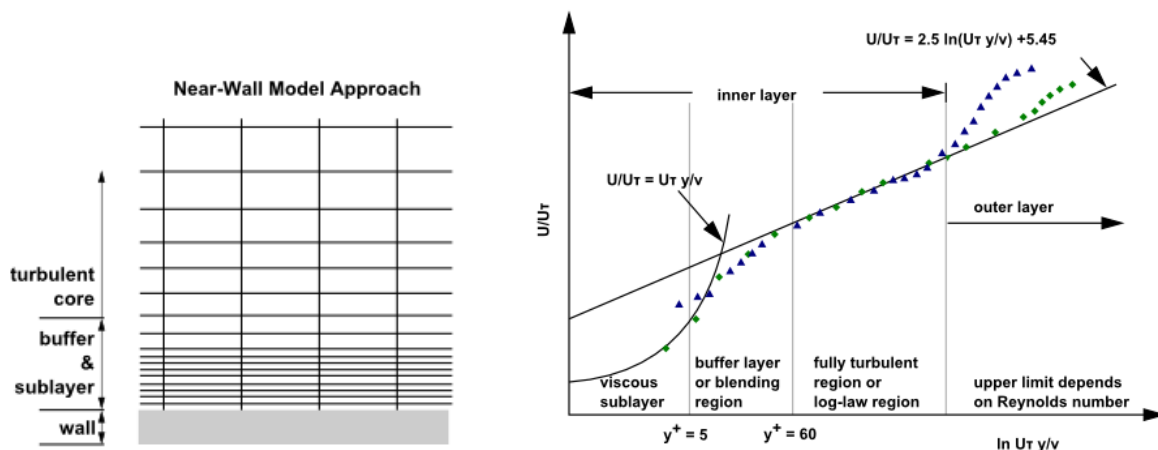 Near-Wall Model Approach
turbulent
core
buffer
&
sublayer
wall
U/Uτ = 2.5 ln(Uτ y/v) +5.45
inner layer
U/Uτ = Uτ y/v
outer layer
U/Uτ
viscous
sublayer
buffer layer
or blending
region
fully turbulent
region or
log-law region
upper limit depends
on Reynolds number
y+ = 5
y+ = 60
ln Uτ y/v